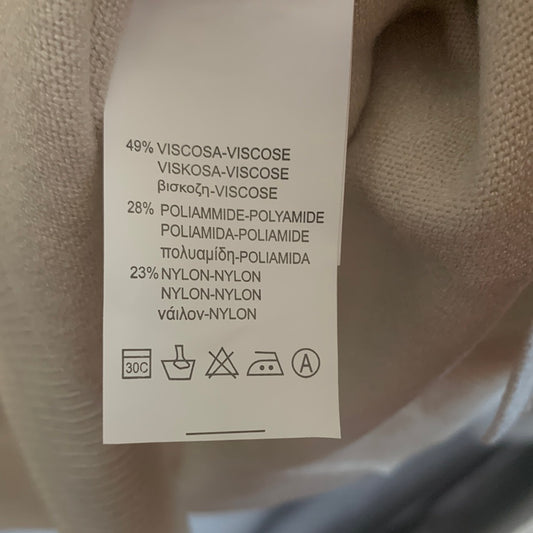 49% VISCOSA-VISCOSE
VISKOSA-VISCOSE
βισκοζη-VISCOSE
28% POLIAMMIDE-POLYAMIDE
POLIAMIDA-POLIAMIDE
πολυαμίδη-POLIAMIDA
23% NYLON-NYLON
NYLON-NYLON
νάιλον-NYLON
30C A